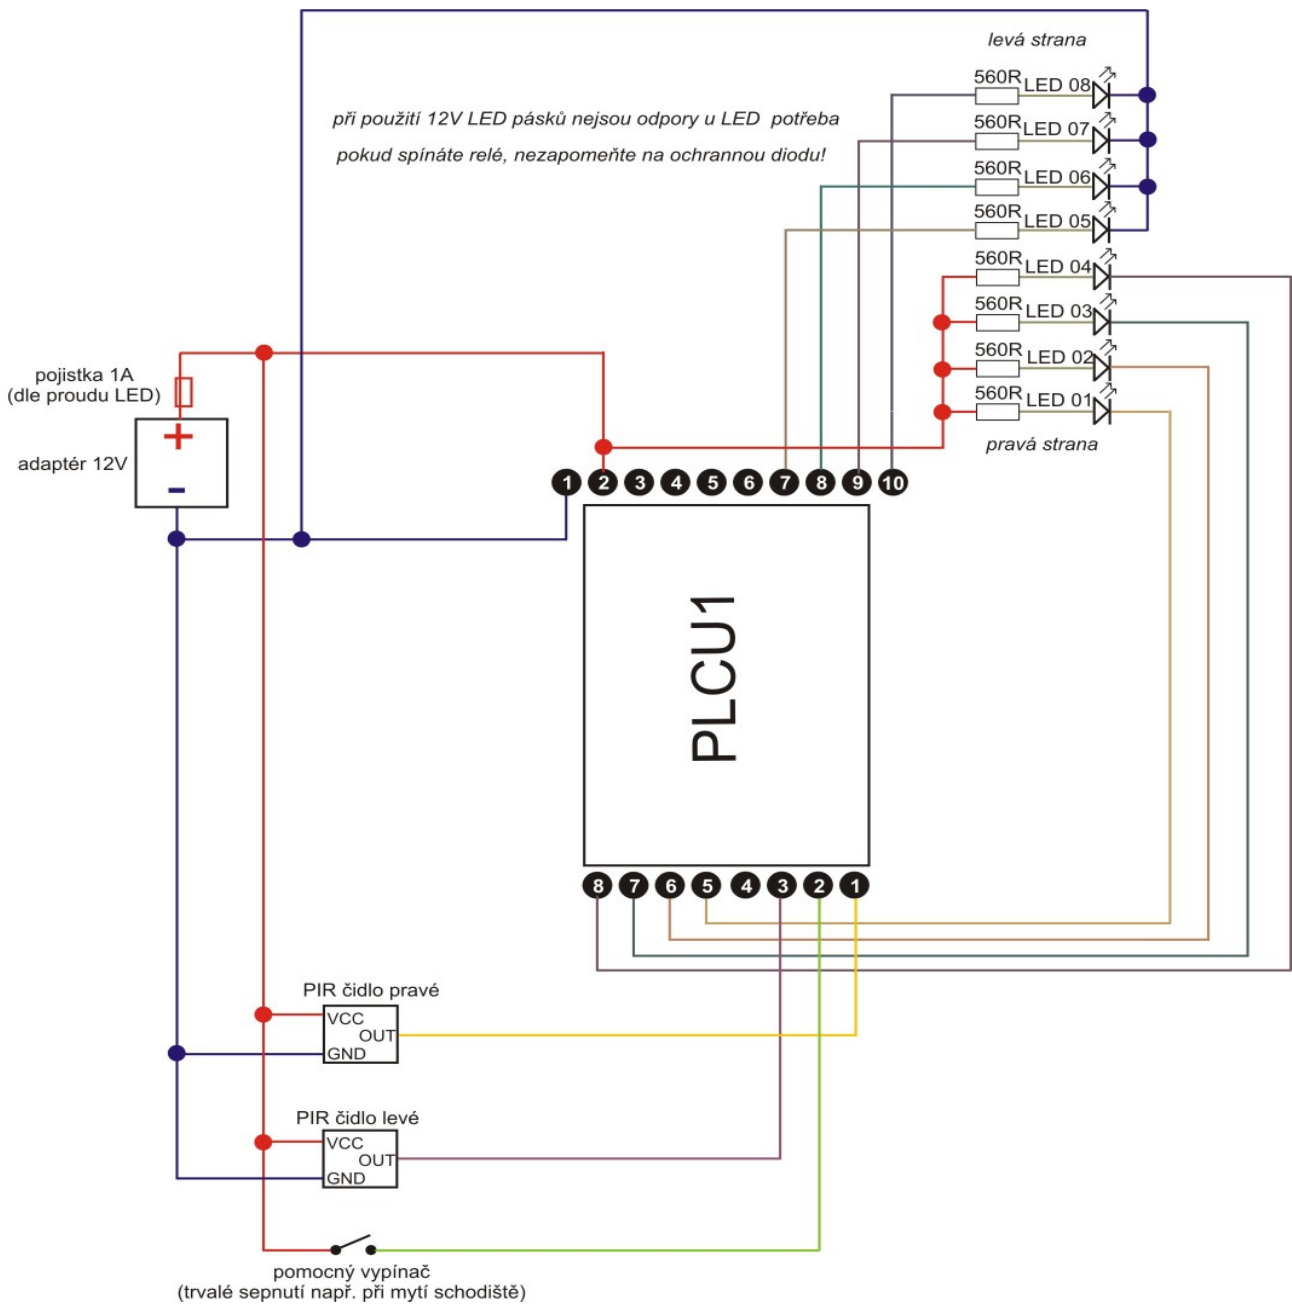 levá strana
560R LED 08
při použití 12V LED pásků nejsou odpory u LED potřeba
560R LED 07
pokud spínáte relé, nezapomeňte na ochrannou diodu!
560R LED 06
560R LED 05
560R LED 04
560R LED 03
560R LED 02
560R LED 01
pravá strana
pojistka 1A
(dle proudu LED)
+
adaptér 12V
-
1 2 3 4 5 6 7 8 9 10
PLCU1
8 7 6 5 4 3 2 1
PIR čidlo pravé
VCC
OUT
GND
PIR čidlo levé
VCC
OUT
GND
pomocný vypínač
(trvalé sepnutí např. při mytí schodiště)